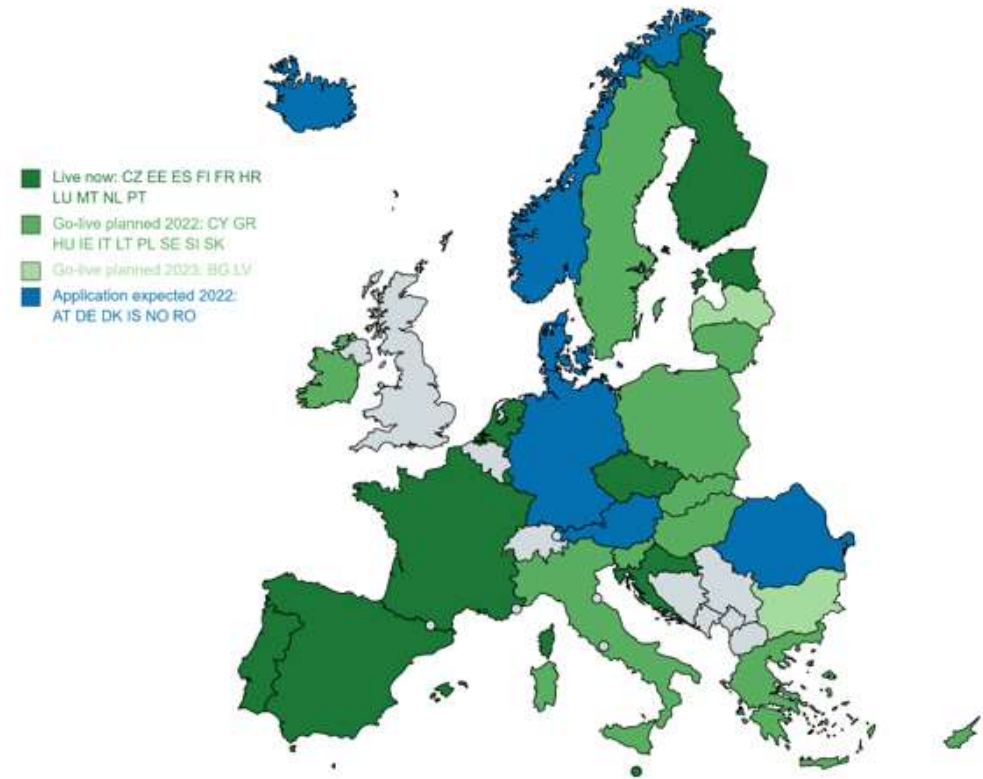 Live now: CZ EE ES FI FR HR
LU MT NL PT
Go-live planned 2022: CY GR
HU IE IT LT PL SE SI SK
Go-live planned 2023: BG LV
Application expected 2022:
AT DE DK IS NO RO